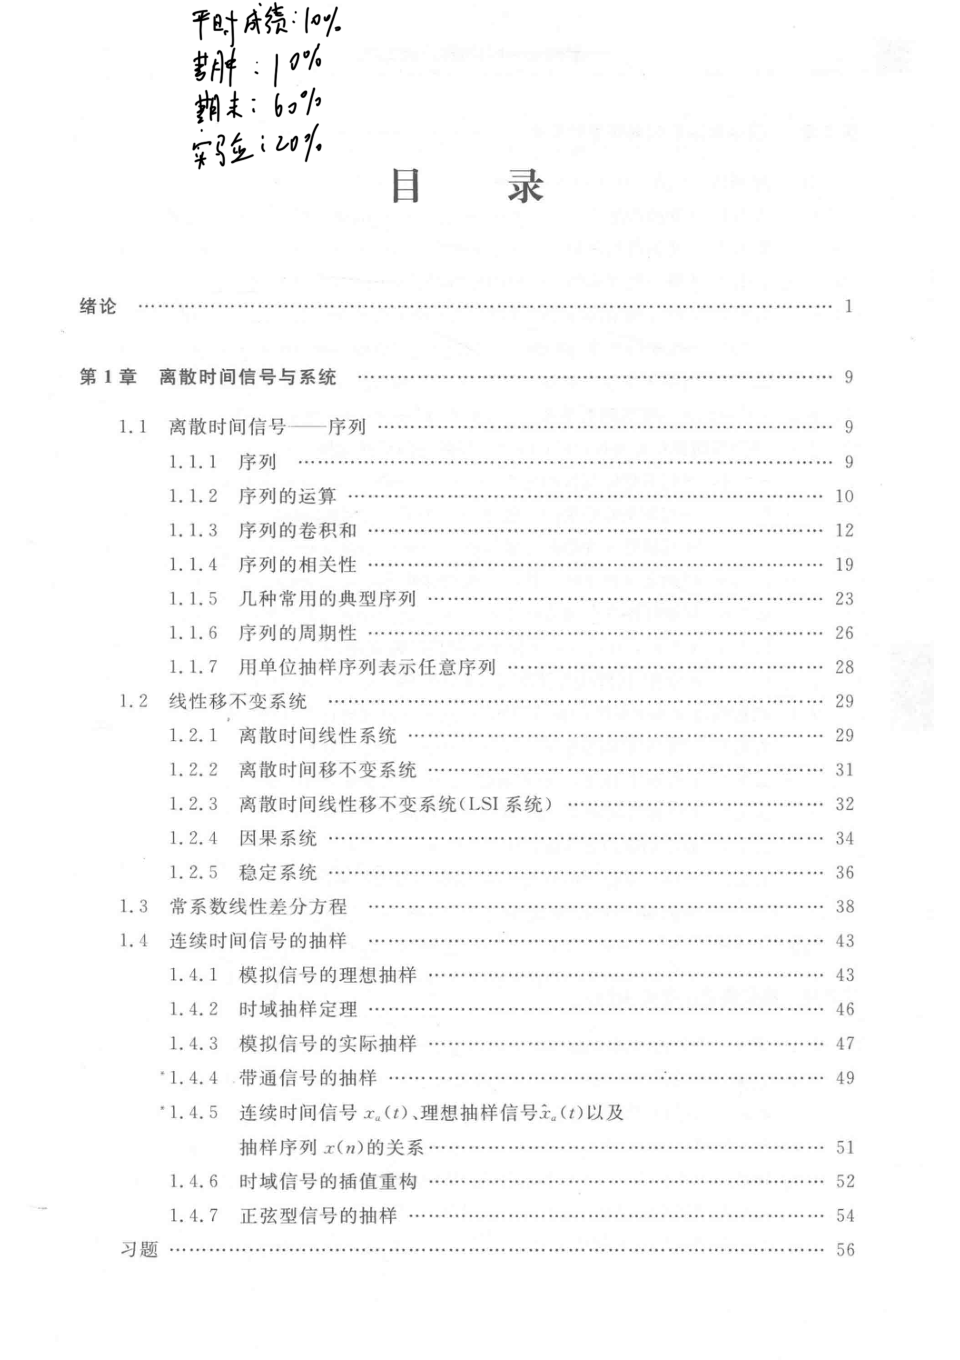 平时成绩:10%
期中:10%
期末:60%
实验:20%
目 录
绪论 …… 1
第1章 离散时间信号与系统 …… 9
1.1 离散时间信号——序列 …… 9
1.1.1 序列 …… 9
1.1.2 序列的运算 …… 10
1.1.3 序列的卷积和 …… 12
1.1.4 序列的相关性 …… 19
1.1.5 几种常用的典型序列 …… 23
1.1.6 序列的周期性 …… 26
1.1.7 用单位抽样序列表示任意序列 …… 28
1.2 线性移不变系统 …… 29
1.2.1 离散时间线性系统 …… 29
1.2.2 离散时间移不变系统 …… 31
1.2.3 离散时间线性移不变系统(LSI系统) …… 32
1.2.4 因果系统 …… 34
1.2.5 稳定系统 …… 36
1.3 常系数线性差分方程 …… 38
1.4 连续时间信号的抽样 …… 43
1.4.1 模拟信号的理想抽样 …… 43
1.4.2 时域抽样定理 …… 46
1.4.3 模拟信号的实际抽样 …… 47
*1.4.4 带通信号的抽样 …… 49
*1.4.5 连续时间信号xₐ(t)、理想抽样信号x̂ₐ(t)以及
抽样序列x(n)的关系 …… 51
1.4.6 时域信号的插值重构 …… 52
1.4.7 正弦型信号的抽样 …… 54
习题 …… 56